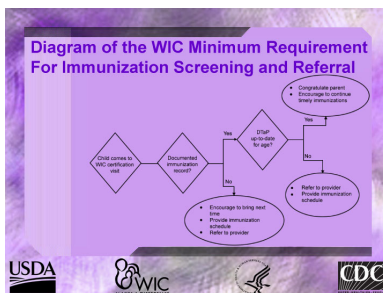 Diagram of the WIC Minimum Requirement
For Immunization Screening and Referral
Child comes to
WIC certification
visit
Documented
immunization
record?
Yes
No
DTaP
up-to-date
for age?
Yes
No
• Congratulate parent
• Encourage to continue
timely immunizations
• Refer to provider
• Provide immunization
schedule
• Encourage to bring next
time
• Provide immunization
schedule
• Refer to provider
USDA
WIC
CDC